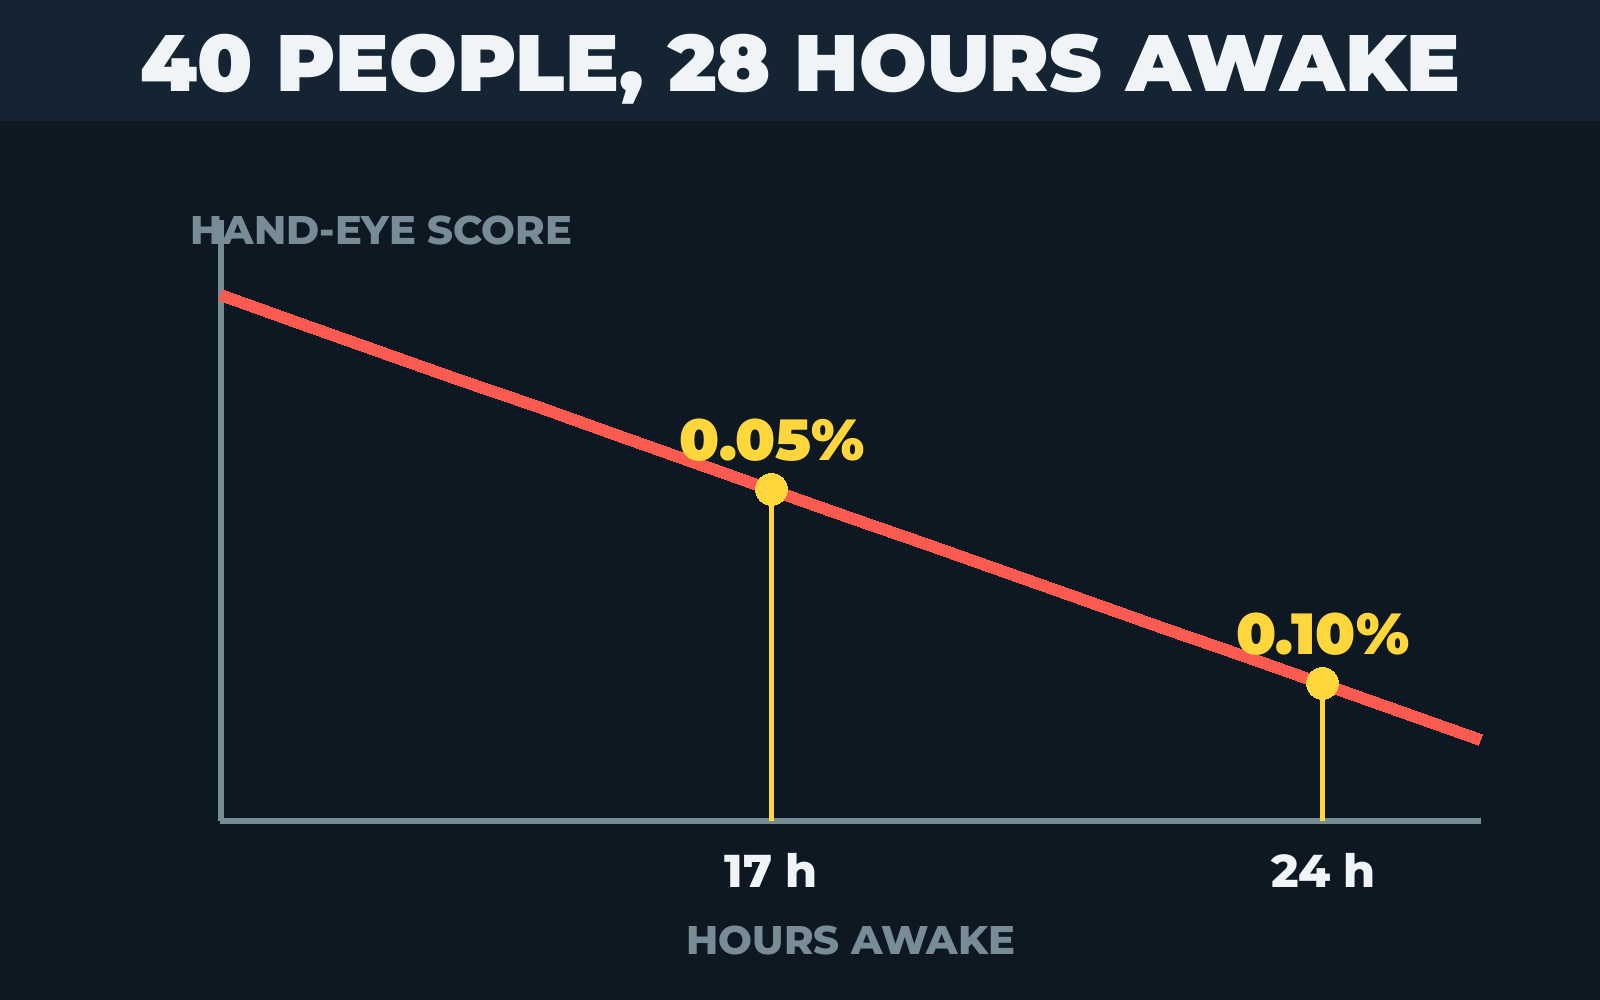 40 PEOPLE, 28 HOURS AWAKE
HAND-EYE SCORE
0.05%
0.10%
17 h
24 h
HOURS AWAKE